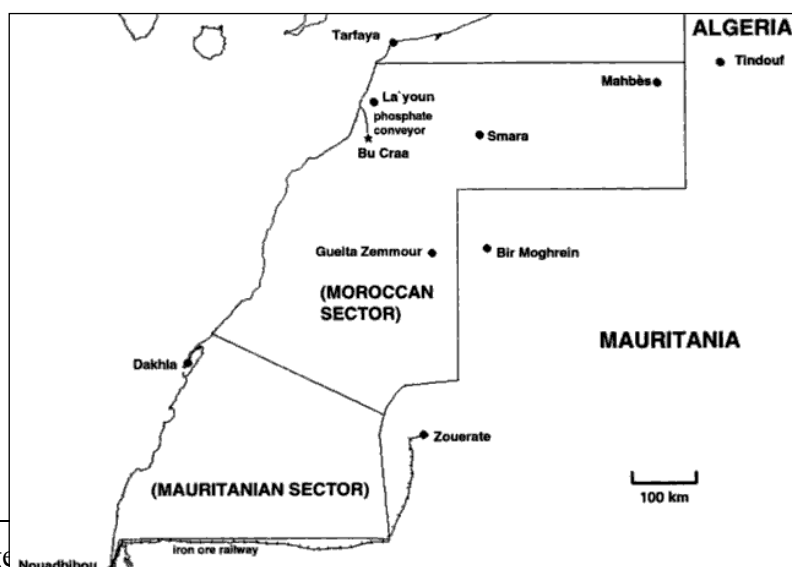 ALGERIA
Tarfaya
Tindouf
Mahbès
La`youn
phosphate
conveyor
Smara
Bu Craa
Guelta Zemmour
Bir Moghrein
(MOROCCAN
SECTOR)
MAURITANIA
Dakhla
Zouerate
(MAURITANIAN SECTOR)
100 km
iron ore railway
Nouadhibou